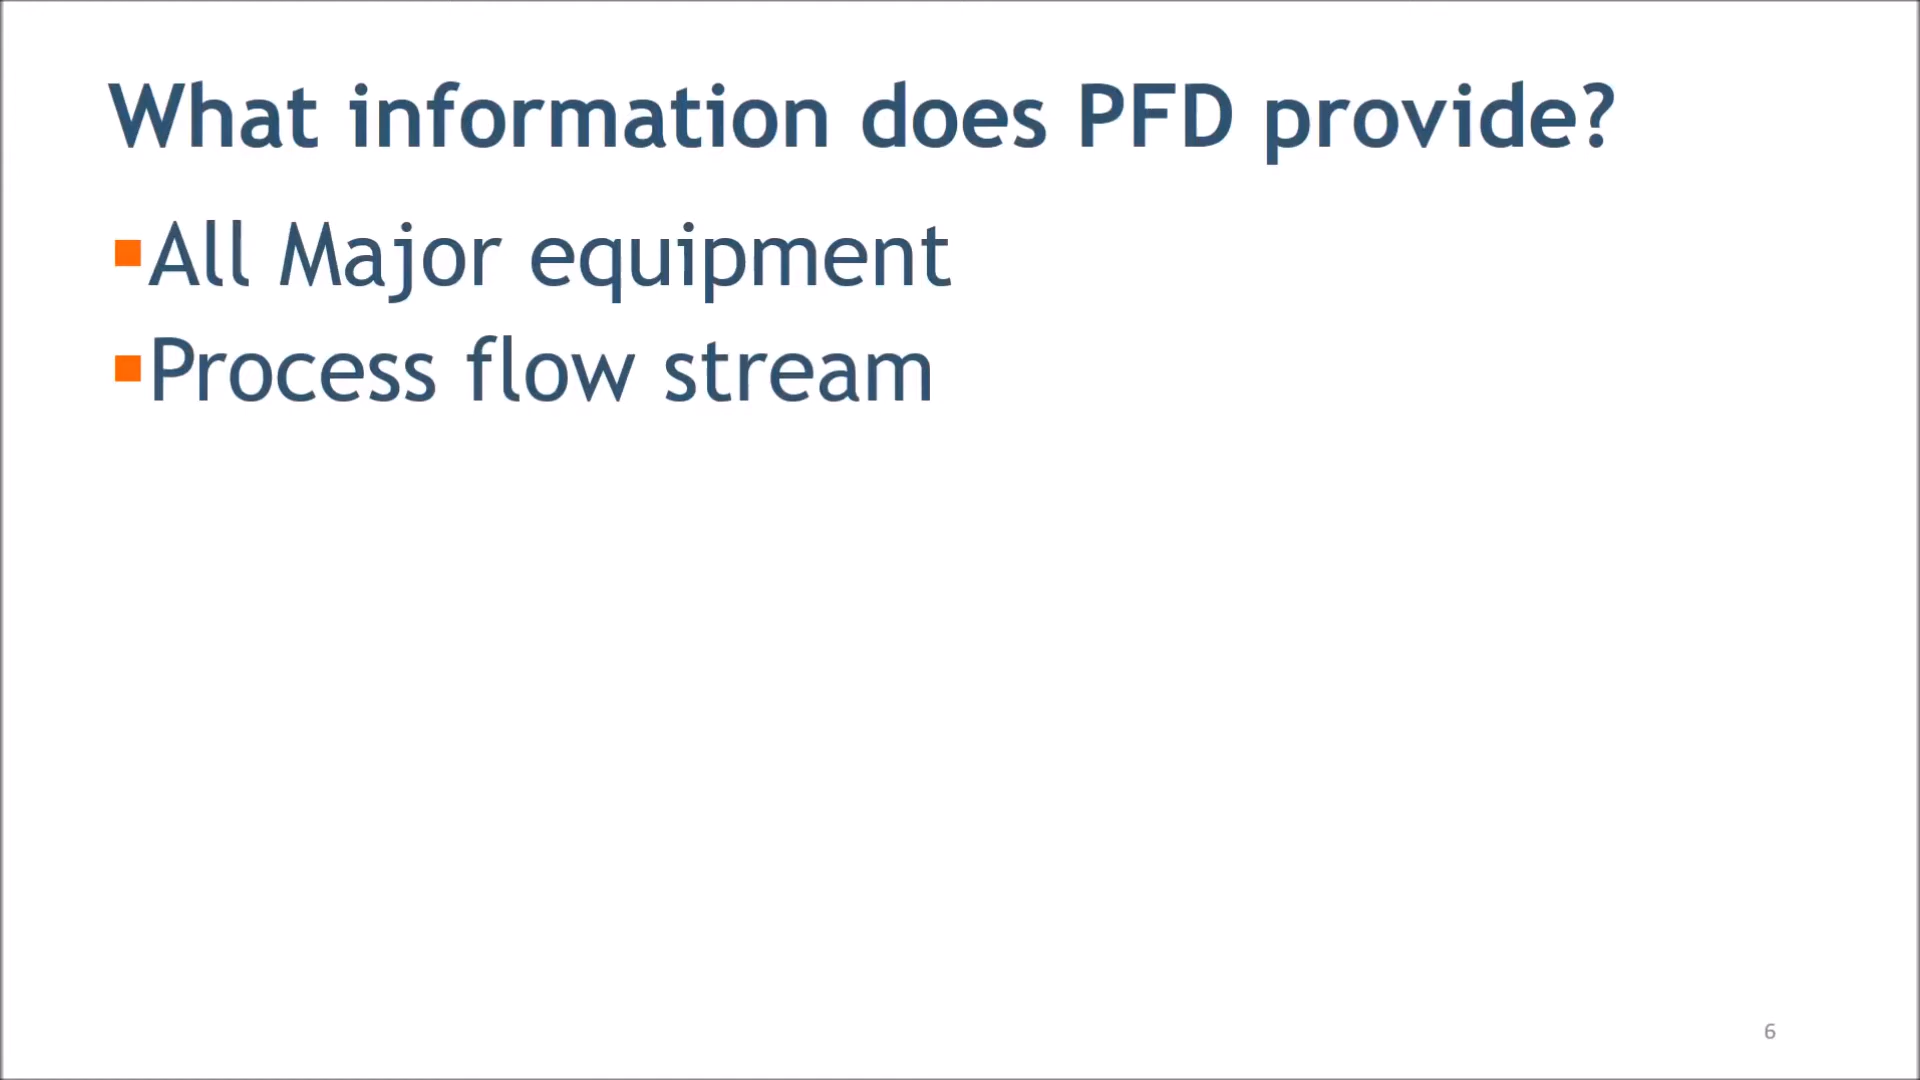 What information does PFD provide?
▪All Major equipment
▪Process flow stream
6